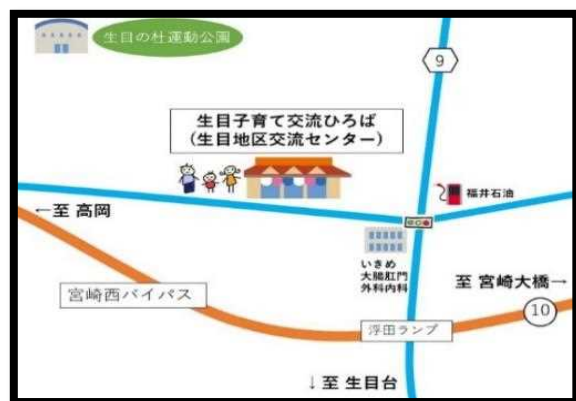 生目の杜運動公園
9
生目子育て交流ひろば
(生目地区交流センター)
福井石油
←至 高岡
いきめ
大腸肛門
外科内科
至 宮崎大橋→
宮崎西バイパス
10
浮田ランプ
↓至 生目台